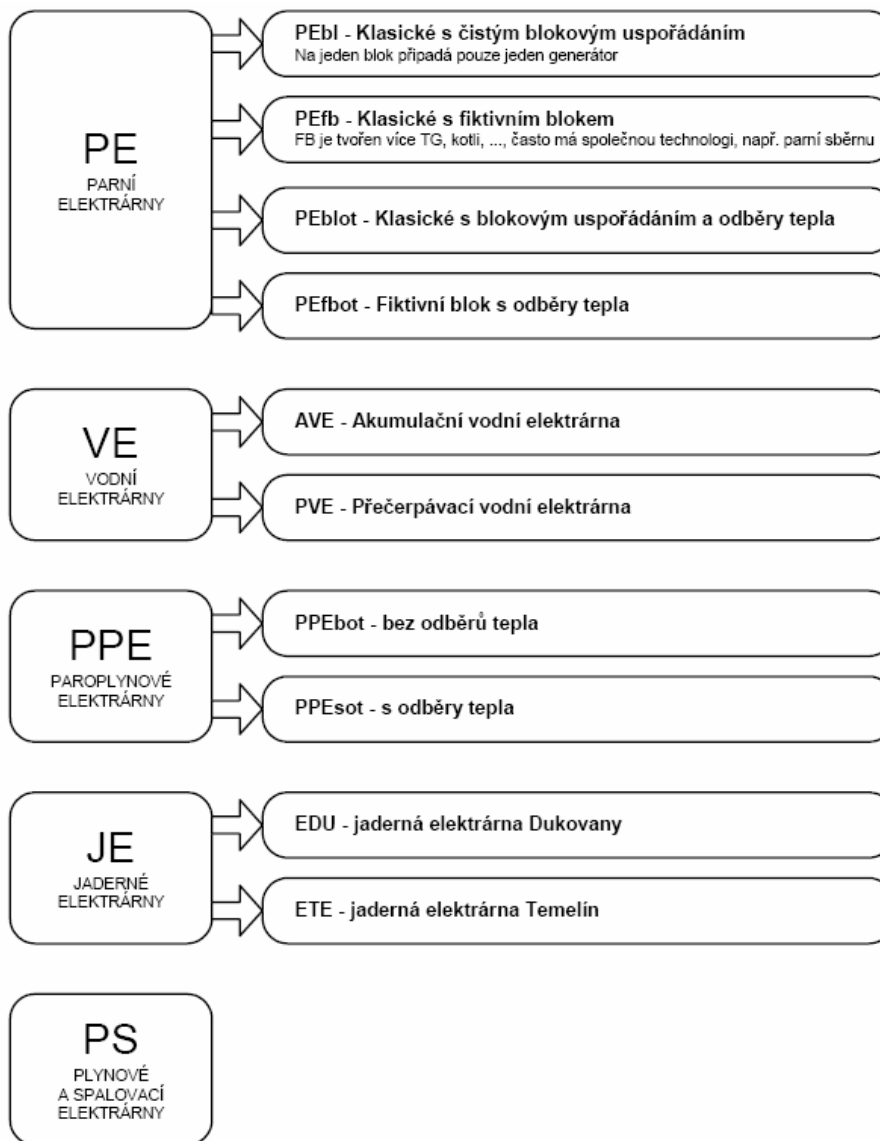 PE
PARNÍ
ELEKTRÁRNY
PEbl - Klasické s čistým blokovým uspořádáním
Na jeden blok připadá pouze jeden generátor
PEfb - Klasické s fiktivním blokem
FB je tvořen více TG, kotli, ..., často má společnou technologi, např. parní sběrnu
PEblot - Klasické s blokovým uspořádáním a odběry tepla
PEfbot - Fiktivní blok s odběry tepla
VE
VODNÍ
ELEKTRÁRNY
AVE - Akumulační vodní elektrárna
PVE - Přečerpávací vodní elektrárna
PPE
PAROPLYNOVÉ
ELEKTRÁRNY
PPEbot - bez odběrů tepla
PPEsot - s odběry tepla
JE
JADERNÉ
ELEKTRÁRNY
EDU - jaderná elektrárna Dukovany
ETE - jaderná elektrárna Temelín
PS
PLYNOVÉ
A SPALOVACÍ
ELEKTRÁRNY